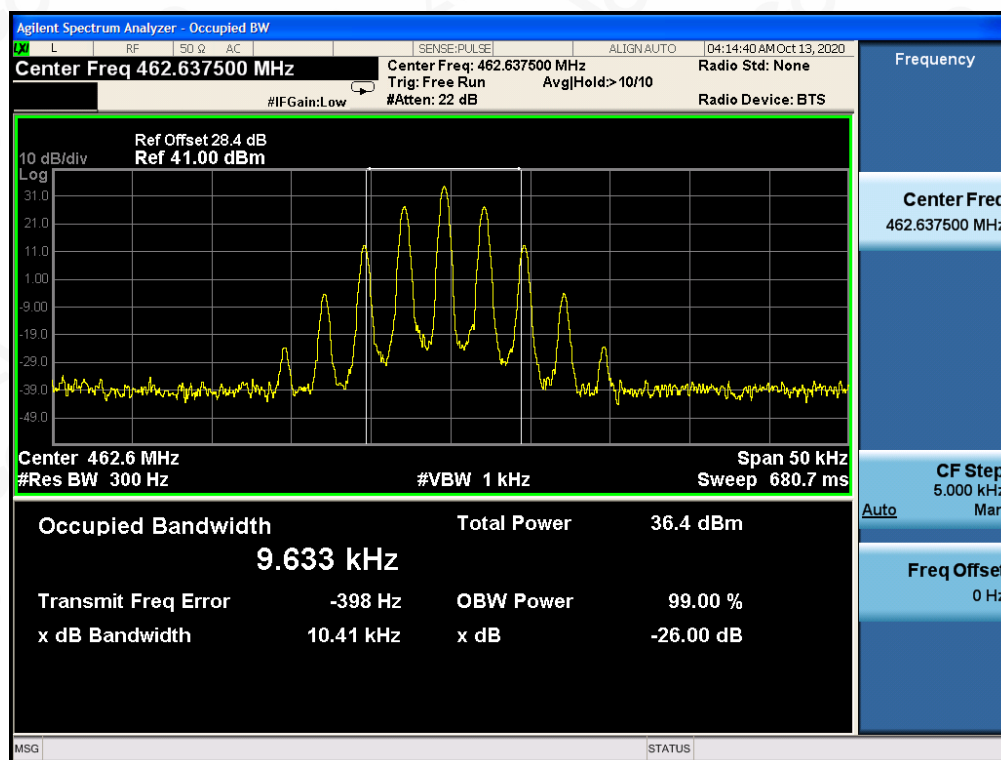 Agilent Spectrum Analyzer - Occupied BW
LXI L RF 50 Ω AC SENSE:PULSE ALIGN AUTO 04:14:40 AM Oct 13, 2020
Center Freq 462.637500 MHz
Center Freq: 462.637500 MHz
Radio Std: None
Trig: Free Run Avg|Hold:> 10/10
#IFGain:Low
#Atten: 22 dB
Radio Device: BTS
Ref Offset 28.4 dB
10 dB/div Ref 41.00 dBm
Log
31.0
21.0
11.0
1.00
-9.00
-19.0
-29.0
-39.0
-49.0
Center 462.6 MHz Span 50 kHz
#Res BW 300 Hz #VBW 1 kHz Sweep 680.7 ms
Occupied Bandwidth Total Power 36.4 dBm
9.633 kHz
Transmit Freq Error -398 Hz OBW Power 99.00 %
x dB Bandwidth 10.41 kHz x dB -26.00 dB
Frequency
Center Freq
462.637500 MHz
CF Step
5.000 kHz
Auto Man
Freq Offset
0 Hz
MSG STATUS